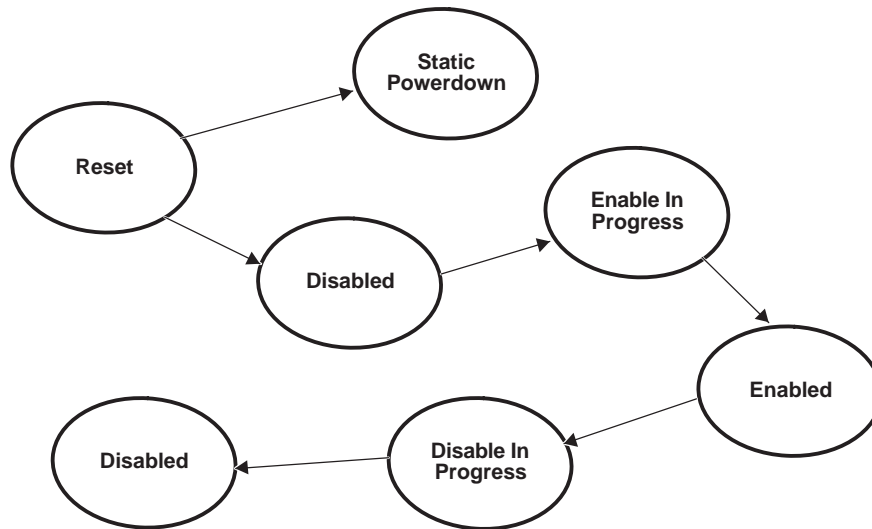 Static
Powerdown
Reset
Enable In
Progress
Disabled
Enabled
Disable In
Progress
Disabled